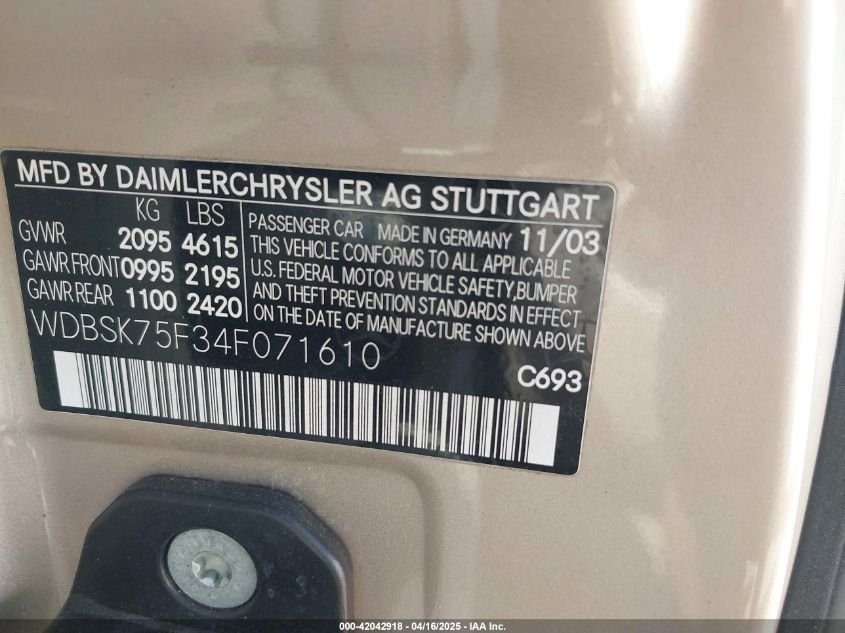 MFD BY DAIMLERCHRYSLER AG STUTTGART
KG LBS
GVWR 2095 4615
GAWR FRONT 0995 2195
GAWR REAR 1100 2420
PASSENGER CAR MADE IN GERMANY 11/03
THIS VEHICLE CONFORMS TO ALL APPLICABLE
U.S. FEDERAL MOTOR VEHICLE SAFETY, BUMPER
AND THEFT PREVENTION STANDARDS IN EFFECT
ON THE DATE OF MANUFACTURE SHOWN ABOVE
WDBSK75F34F071610
C693
000-42042918 - 04/16/2025 - IAA Inc.